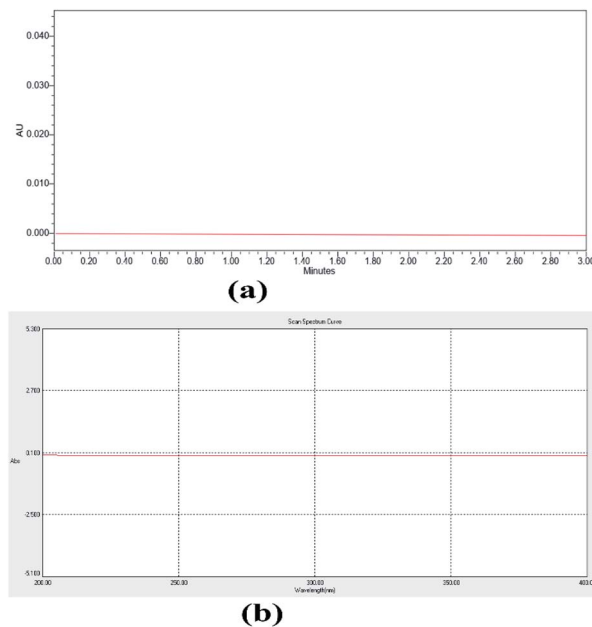 0.040
0.030
0.020
0.010
0.000
AU
0.00 0.20 0.40 0.60 0.80 1.00 1.20 1.40 1.60 1.80 2.00 2.20 2.40 2.60 2.80 3.00
Minutes
(a)
Scan Spectrum Curve
5.300
2.700
0.100
-2.500
-5.100
Abs
200.00 250.00 300.00 350.00 400.00
Wavelength(nm)
(b)